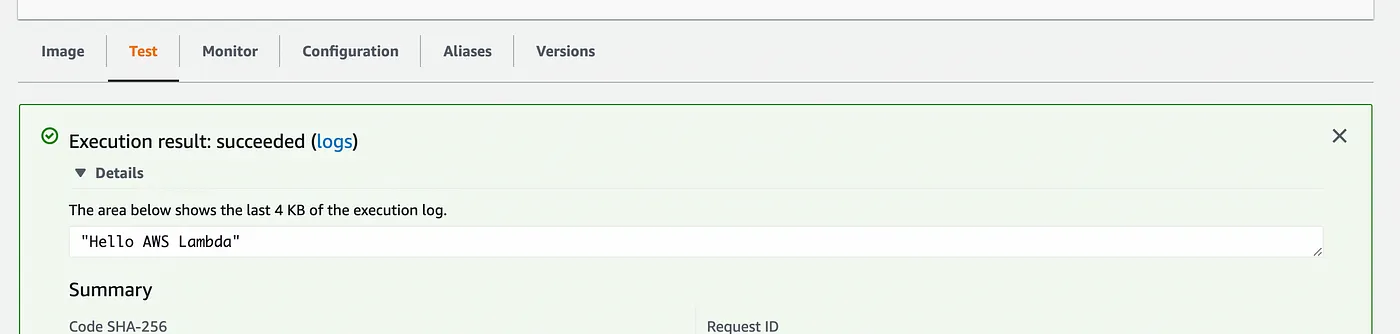 Image Test Monitor Configuration Aliases Versions
Execution result: succeeded (logs)
Details
The area below shows the last 4 KB of the execution log.
"Hello AWS Lambda"
Summary
Code SHA-256 Request ID